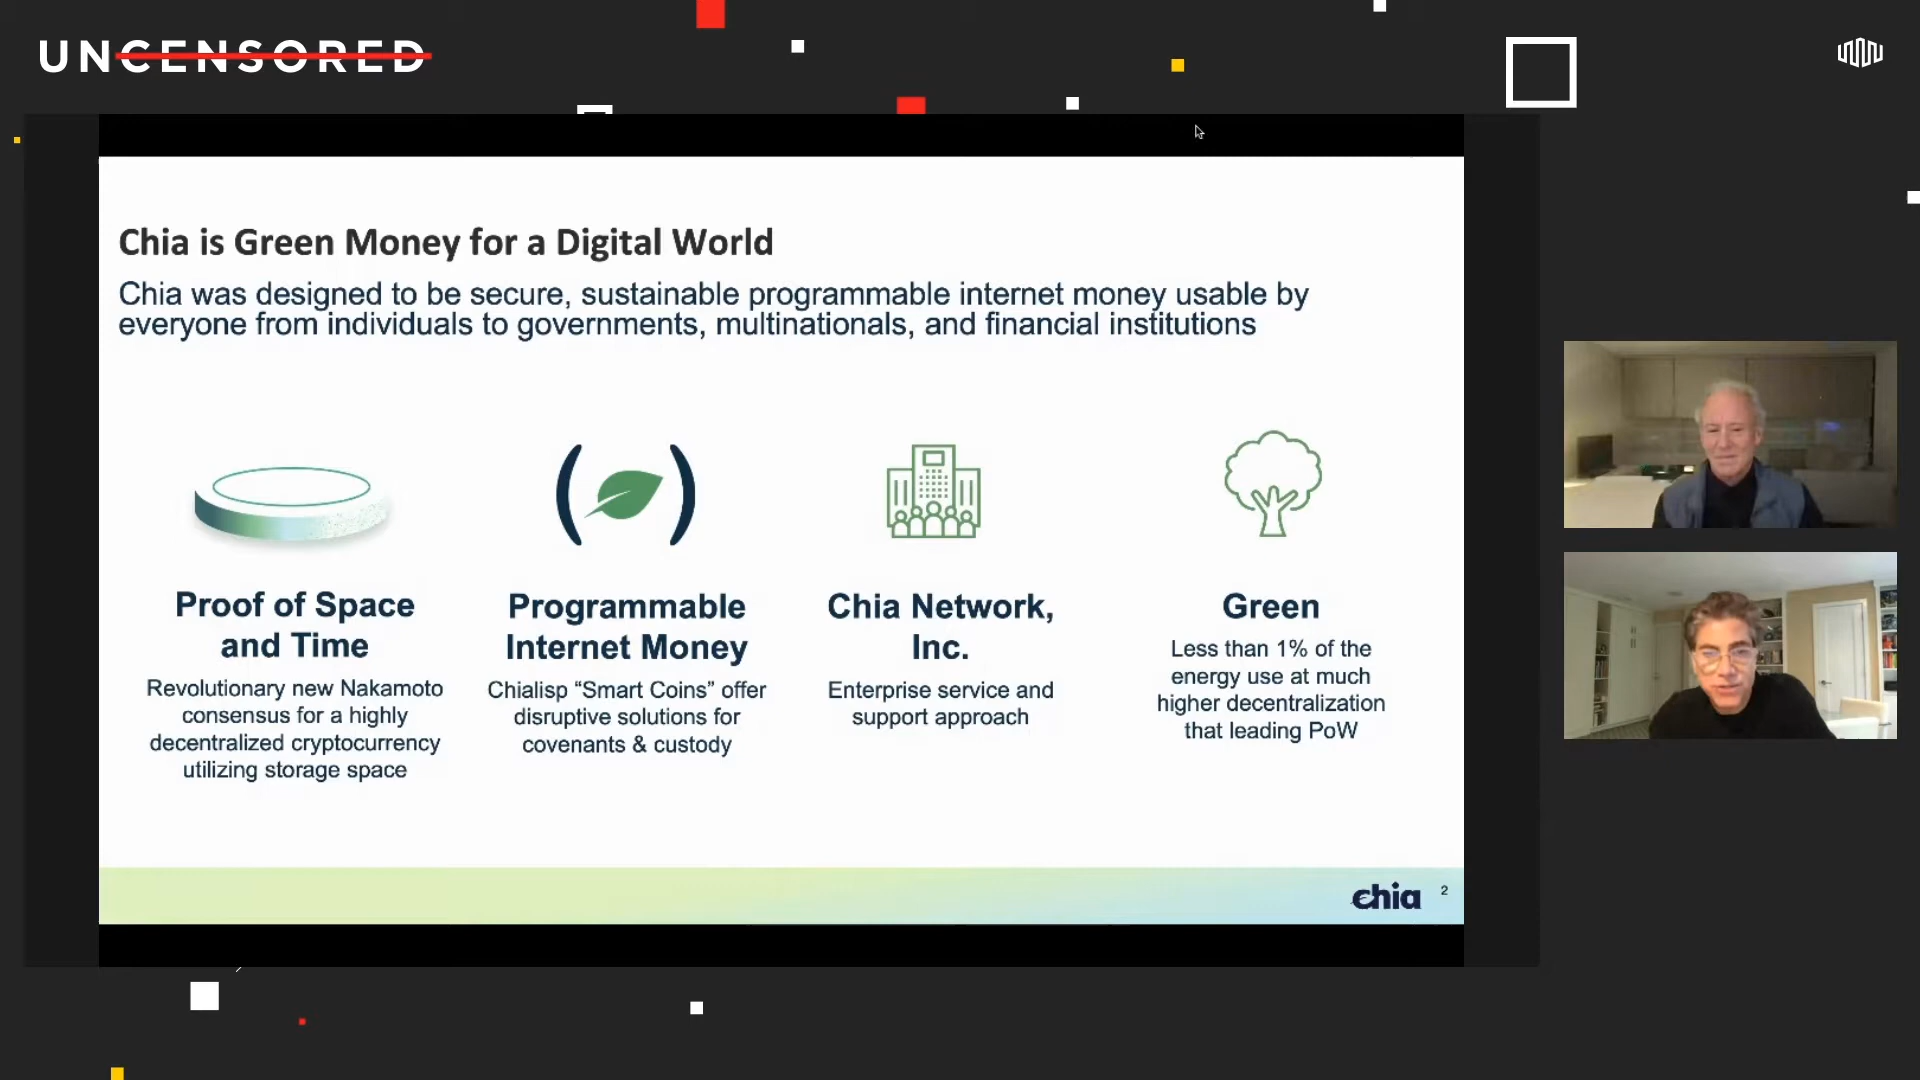 UNCENSORED
Chia is Green Money for a Digital World
Chia was designed to be secure, sustainable programmable internet money usable by
everyone from individuals to governments, multinationals, and financial institutions
Proof of Space
and Time
Revolutionary new Nakamoto
consensus for a highly
decentralized cryptocurrency
utilizing storage space
Programmable
Internet Money
Chialisp “Smart Coins” offer
disruptive solutions for
covenants & custody
Chia Network,
Inc.
Enterprise service and
support approach
Green
Less than 1% of the
energy use at much
higher decentralization
that leading PoW
chia
2